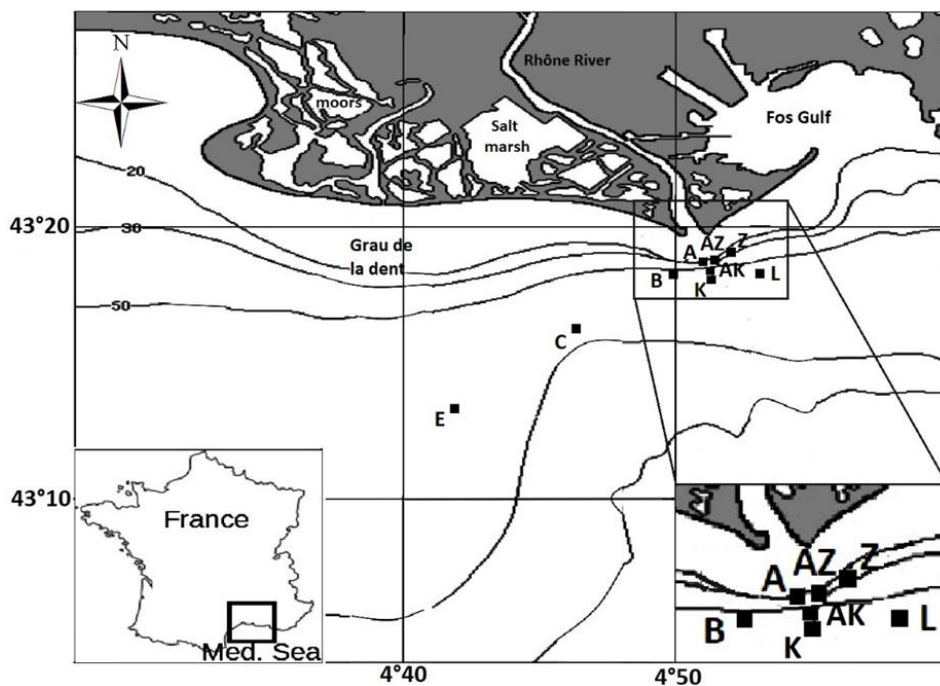 N
Rhône River
moors
Salt
marsh
Fos Gulf
20
43°20
30
Grau de
la dent
A
AZ
Z
B
AK
L
K
50
C
E
43°10
France
Med. Sea
A
AZ
Z
B
AK
L
K
4°40
4°50